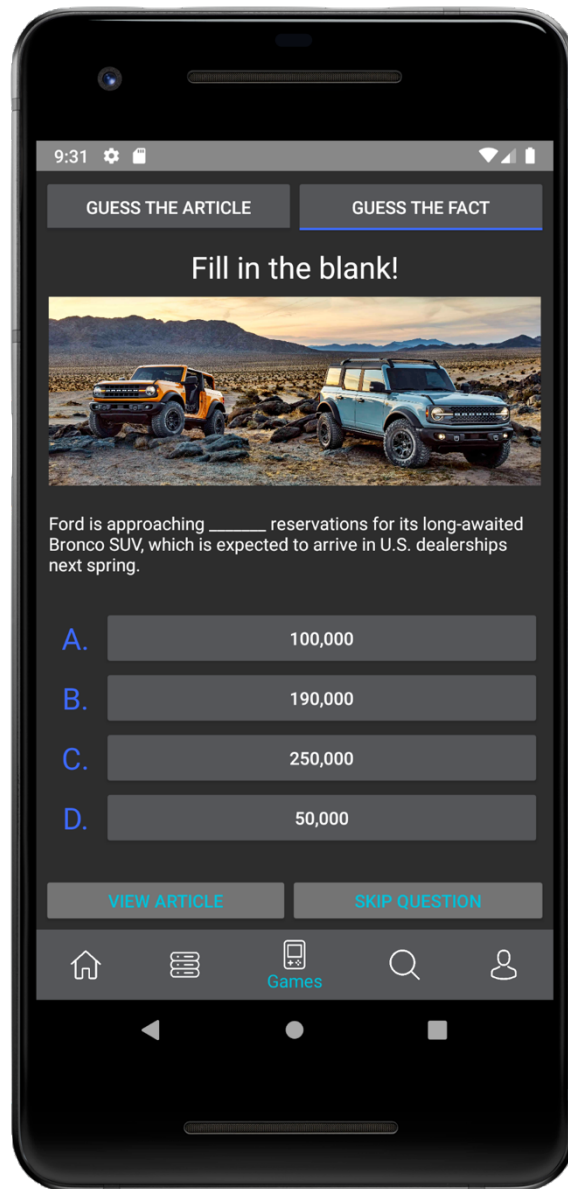 9:31
GUESS THE ARTICLE GUESS THE FACT
Fill in the blank!
Ford is approaching _______ reservations for its long-awaited
Bronco SUV, which is expected to arrive in U.S. dealerships
next spring.
A. 100,000
B. 190,000
C. 250,000
D. 50,000
VIEW ARTICLE SKIP QUESTION
Games